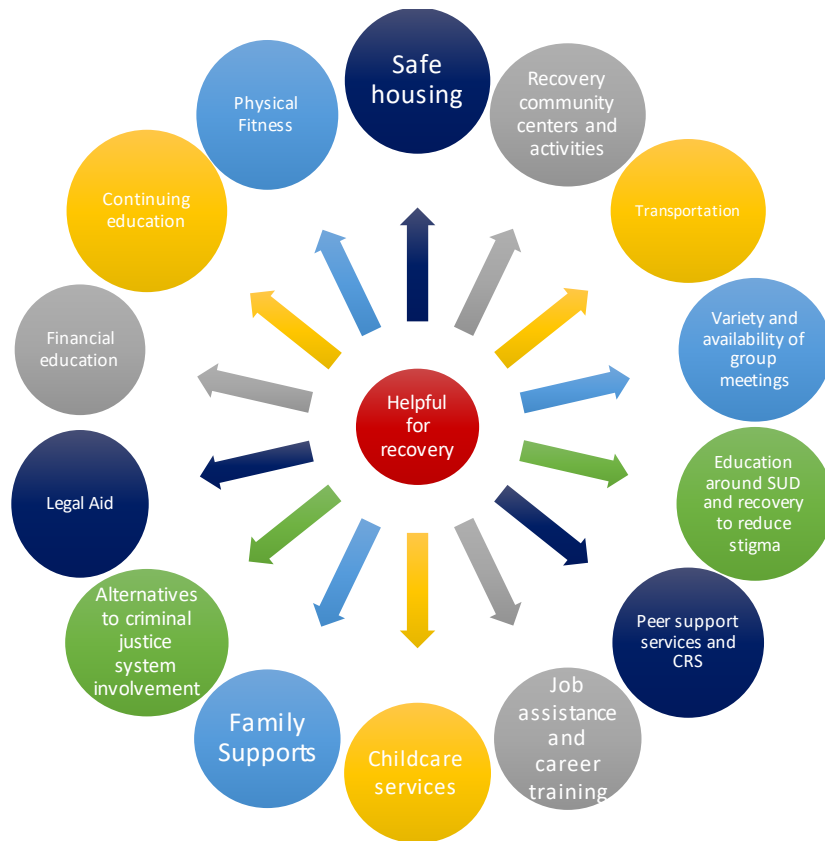 Safe
housing
Recovery
community
centers and
activities
Transportation
Variety and
availability of
group
meetings
Education
around SUD
and recovery
to reduce
stigma
Peer support
services and
CRS
Job
assistance
and
career
training
Childcare
services
Family
Supports
Alternatives
to criminal
justice
system
involvement
Legal Aid
Financial
education
Continuing
education
Physical
Fitness
Helpful
for
recovery